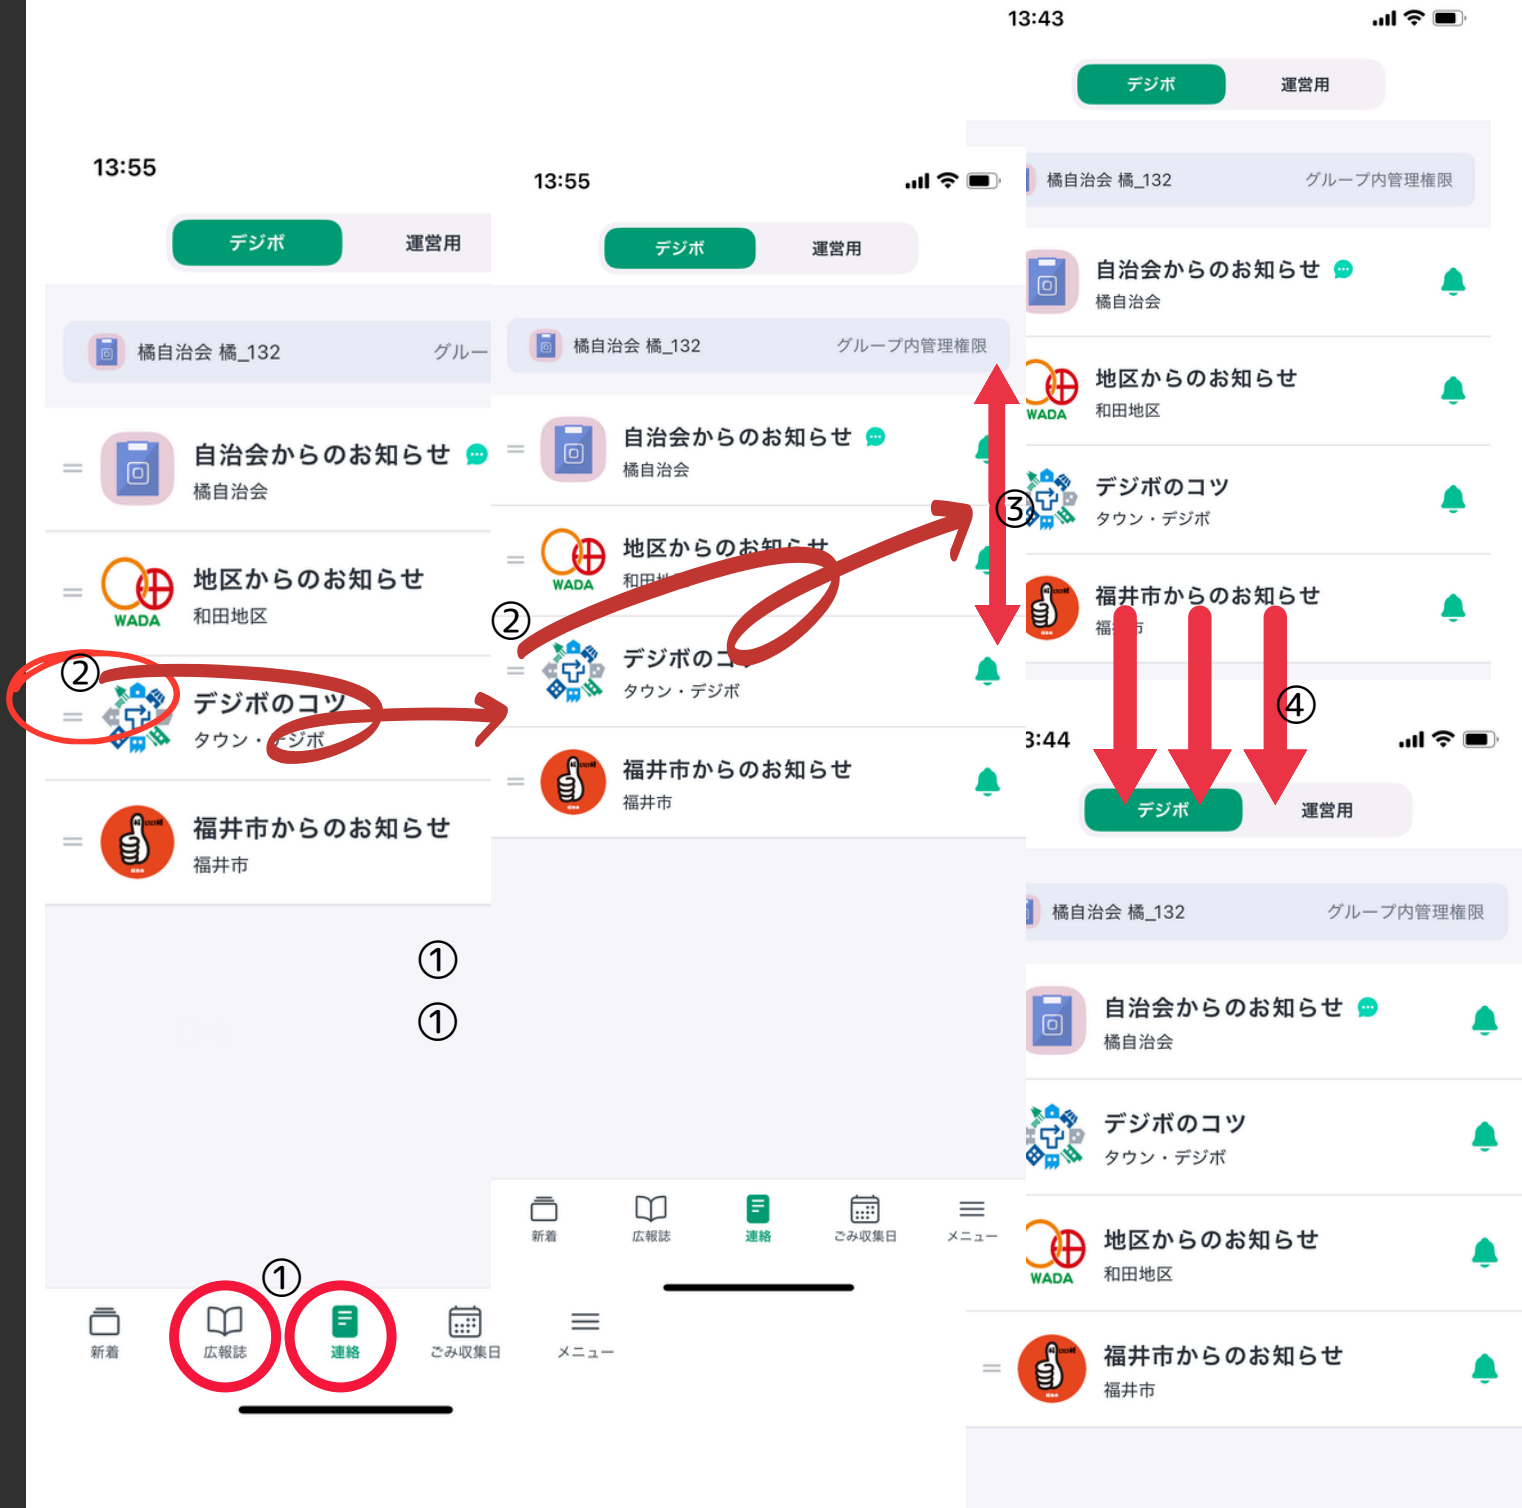 13:55
デジボ
運営用
橘自治会 橘_132
グルー
自治会からのお知らせ
橘自治会
WADA
地区からのお知らせ
和田地区
②
デジボのコツ
タウン・デジボ
福井市からのお知らせ
福井市
①
①
①
新着
広報誌
連絡
ごみ収集日
メニュー
13:55
デジボ
運営用
橘自治会 橘_132
グループ内管理権限
自治会からのお知らせ
橘自治会
WADA
地区からのお知らせ
②
デジボのコ
タウン・デジボ
福井市からのお知らせ
福井市
新着
広報誌
連絡
ごみ収集日
メニュー
13:43
デジボ
運営用
橘自治会 橘_132
グループ内管理権限
自治会からのお知らせ
橘自治会
WADA
地区からのお知らせ
和田地区
③
デジボのコツ
タウン・デジボ
福井市からのお知らせ
福井市
④
3:44
デジボ
運営用
橘自治会 橘_132
グループ内管理権限
自治会からのお知らせ
橘自治会
デジボのコツ
タウン・デジボ
WADA
地区からのお知らせ
和田地区
福井市からのお知らせ
福井市